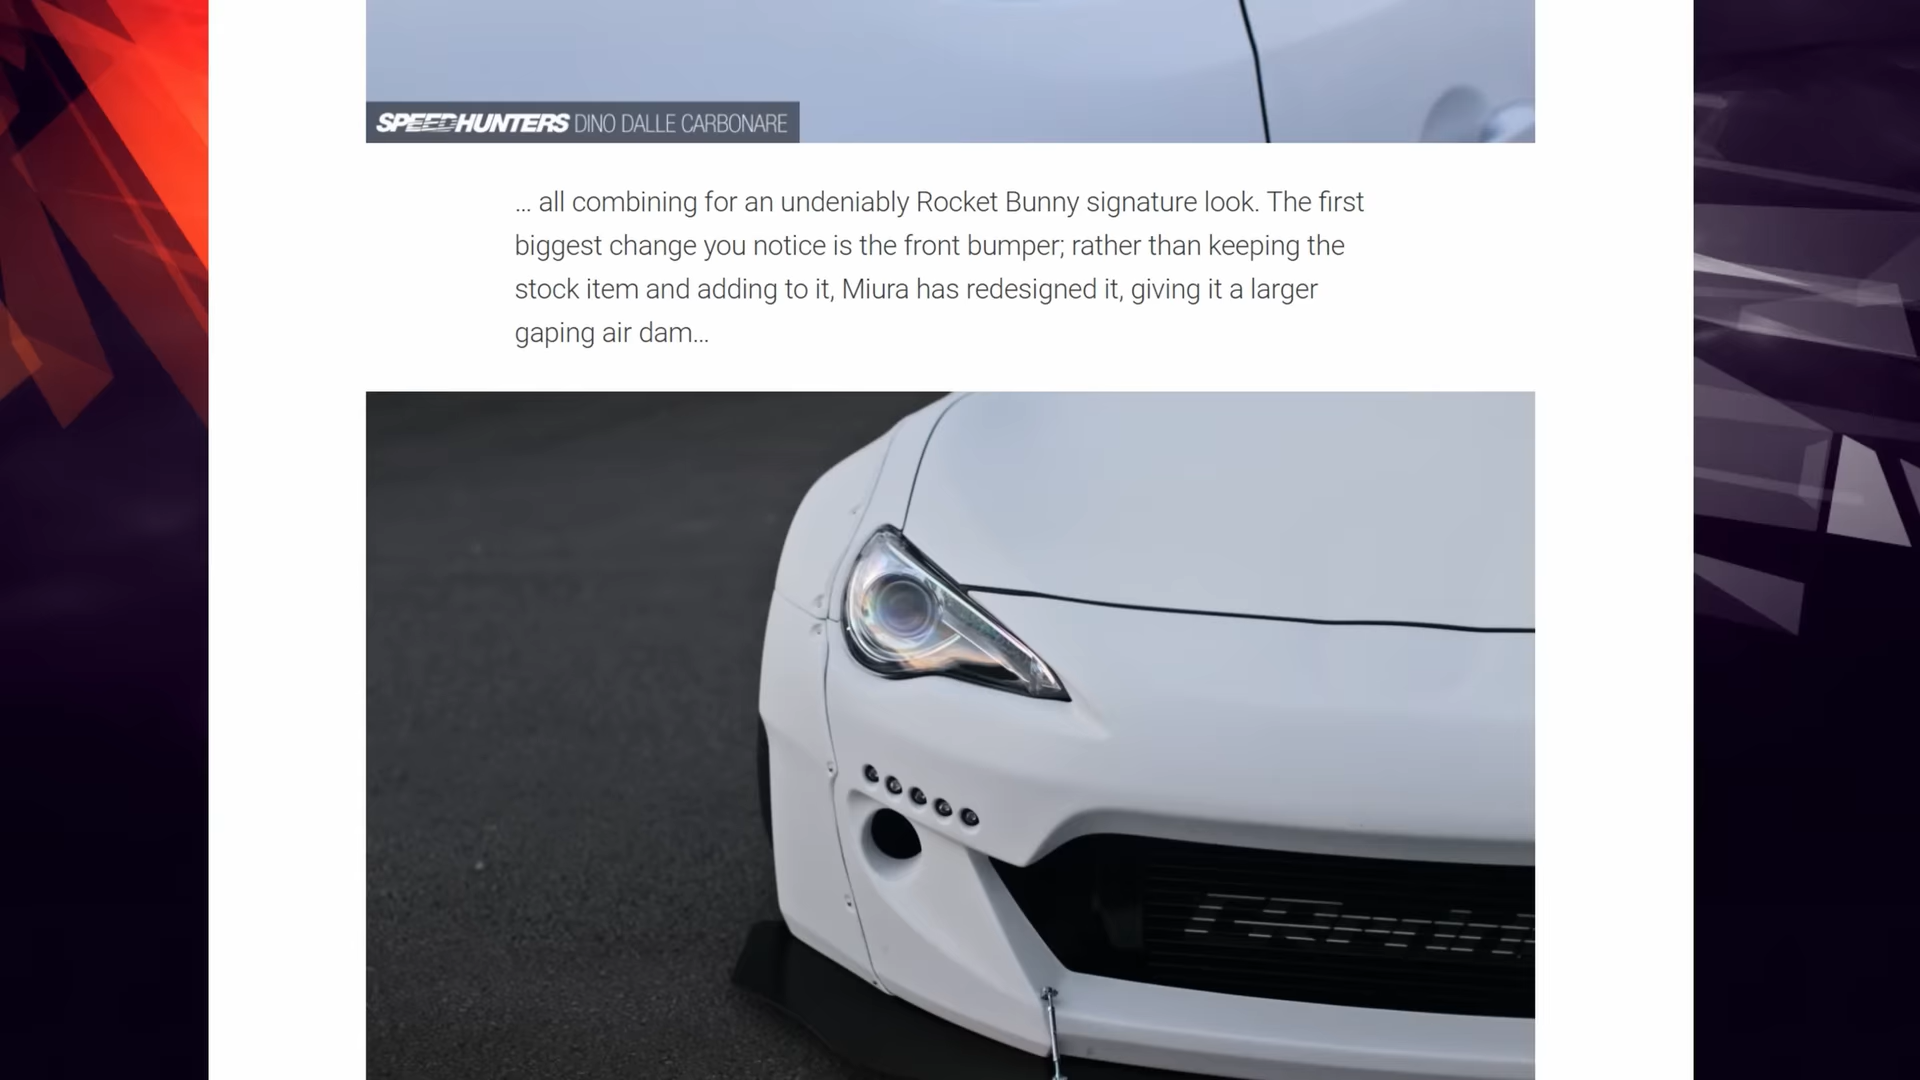 SPEEDHUNTERS DINO DALLE CARBONARE
... all combining for an undeniably Rocket Bunny signature look. The first
biggest change you notice is the front bumper; rather than keeping the
stock item and adding to it, Miura has redesigned it, giving it a larger
gaping air dam...